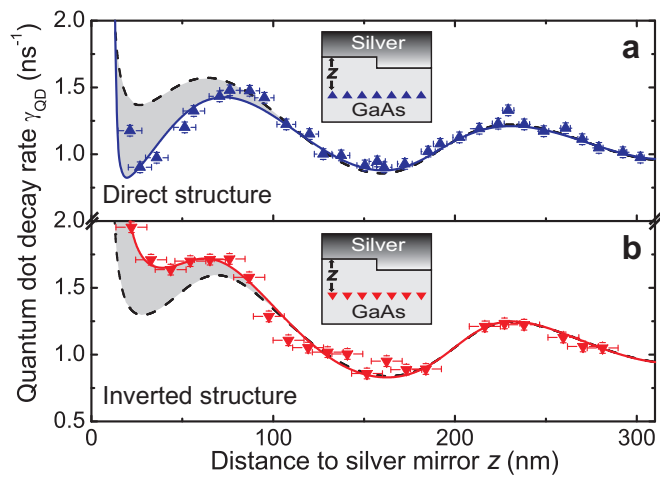 Quantum dot decay rate γQD (ns⁻¹)
2.0
1.5
1.0
a
Silver
z
GaAs
Direct structure
2.0
1.5
1.0
0.5
b
Silver
z
GaAs
Inverted structure
0 100 200 300
Distance to silver mirror z (nm)